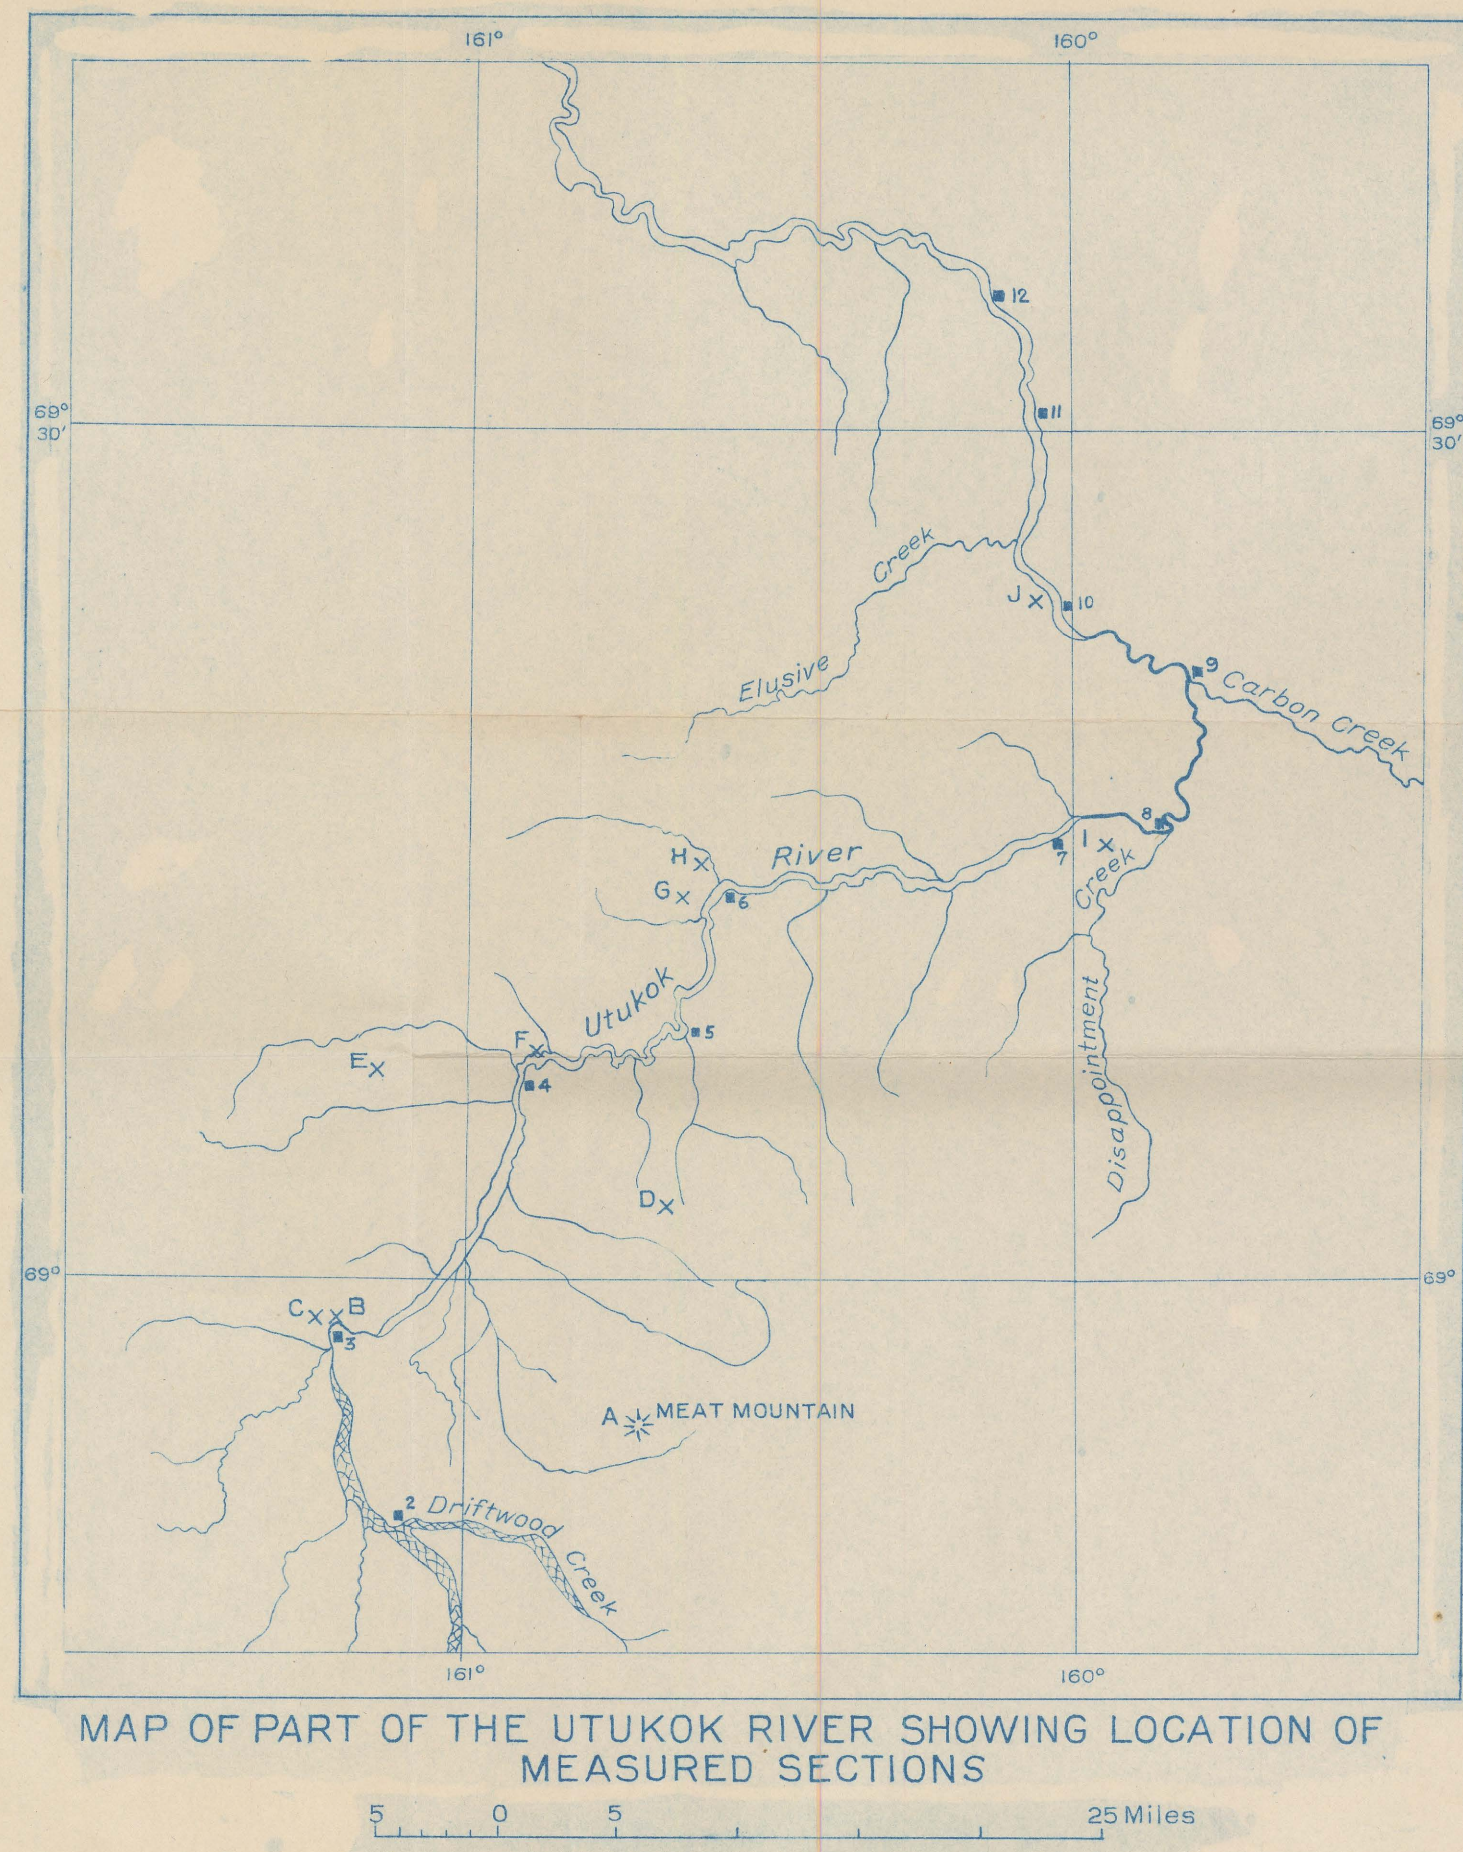 161° 160°
12
69° 30'
11
69° 30'
Elusive Creek
J
10
9
Carbon Creek
8
I
7
H
River
G
6
Utukok
Disappointment Creek
5
F
E
4
D
69°
69°
C B
3
A MEAT MOUNTAIN
2
Driftwood Creek
161° 160°
MAP OF PART OF THE UTUKOK RIVER SHOWING LOCATION OF
MEASURED SECTIONS
5 0 5 25 Miles